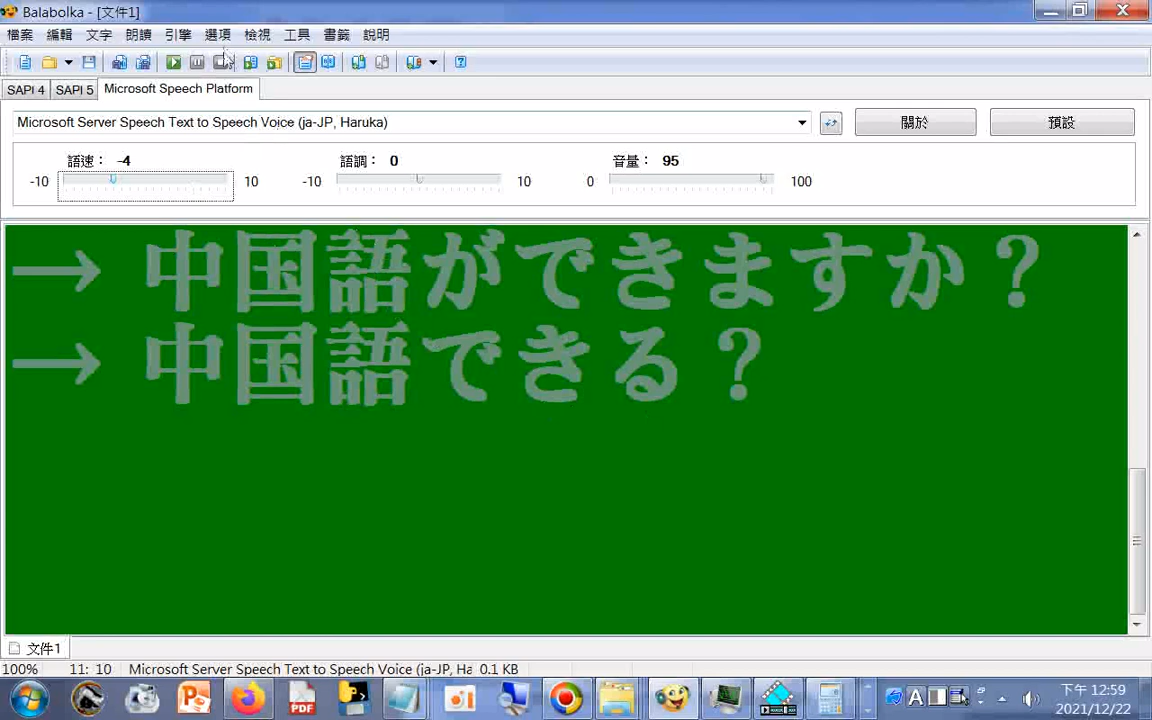 Balabolka - [文件1]
檔案 編輯 文字 朗讀 引擎 選項 檢視 工具 書籤 說明
SAPI 4 SAPI 5 Microsoft Speech Platform
Microsoft Server Speech Text to Speech Voice (ja-JP, Haruka) 關於 預設
語速： -4 語調： 0 音量： 95
-10 10 -10 10 0 100
→ 中国語ができますか？
→ 中国語できる？
文件1
100% 11: 10 Microsoft Server Speech Text to Speech Voice (ja-JP, Ha 0.1 KB
下午 12:59
2021/12/22